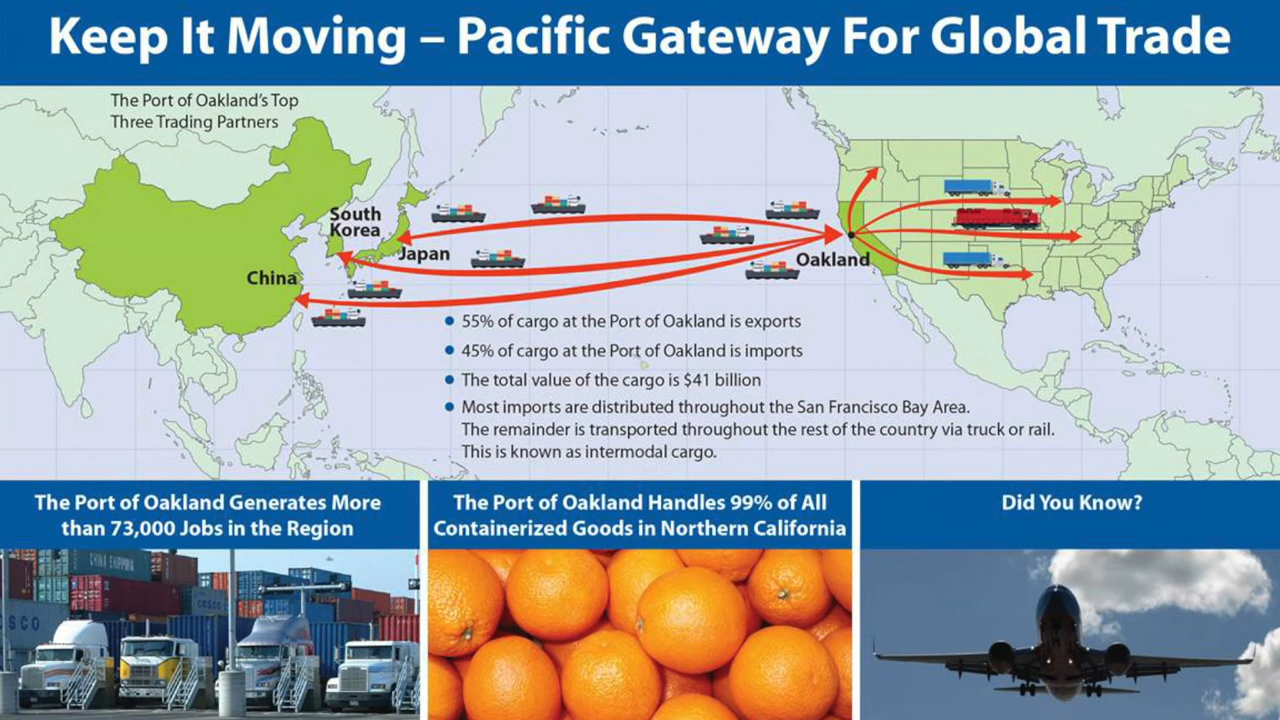 Keep It Moving – Pacific Gateway For Global Trade
The Port of Oakland's Top
Three Trading Partners
South
Korea
Japan
China
Oakland
55% of cargo at the Port of Oakland is exports
45% of cargo at the Port of Oakland is imports
The total value of the cargo is $41 billion
Most imports are distributed throughout the San Francisco Bay Area.
The remainder is transported throughout the rest of the country via truck or rail.
This is known as intermodal cargo.
The Port of Oakland Generates More
than 73,000 Jobs in the Region
The Port of Oakland Handles 99% of All
Containerized Goods in Northern California
Did You Know?
CHINA SHIPPING
COSCO